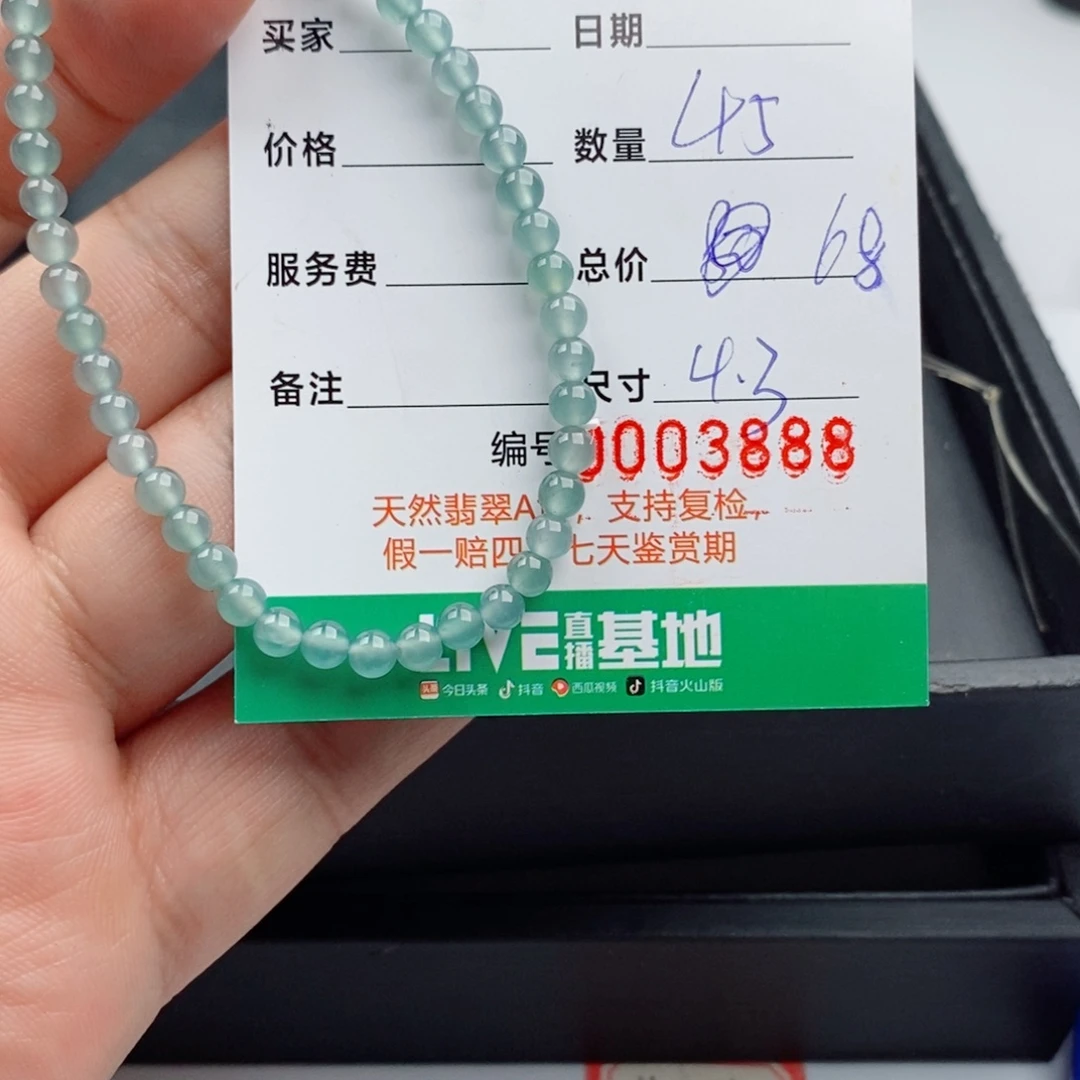 买家 日期
价格 数量 45
服务费 总价 68
备注 尺寸 4.3
编号 0003888
天然翡翠A 支持复检,
假一赔四 七天鉴赏期
LIVE 直播 基地
头条 今日头条 抖音 西瓜视频 抖音火山版